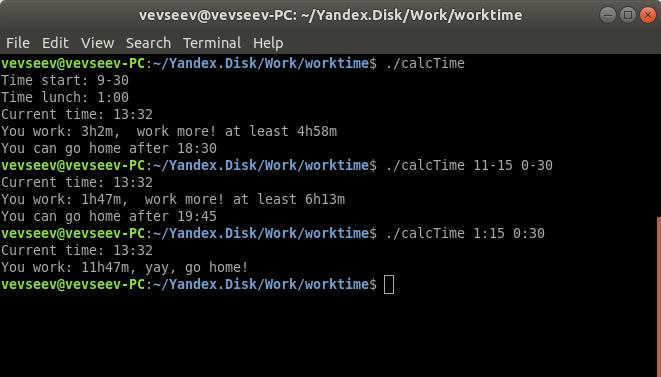 vevseev@vevseev-PC: ~/Yandex.Disk/Work/worktime
File Edit View Search Terminal Help
vevseev@vevseev-PC:~/Yandex.Disk/Work/worktime$ ./calcTime
Time start: 9-30
Time lunch: 1:00
Current time: 13:32
You work: 3h2m,  work more! at least 4h58m
You can go home after 18:30
vevseev@vevseev-PC:~/Yandex.Disk/Work/worktime$ ./calcTime 11-15 0-30
Current time: 13:32
You work: 1h47m,  work more! at least 6h13m
You can go home after 19:45
vevseev@vevseev-PC:~/Yandex.Disk/Work/worktime$ ./calcTime 1:15 0:30
Current time: 13:32
You work: 11h47m, yay, go home!
vevseev@vevseev-PC:~/Yandex.Disk/Work/worktime$